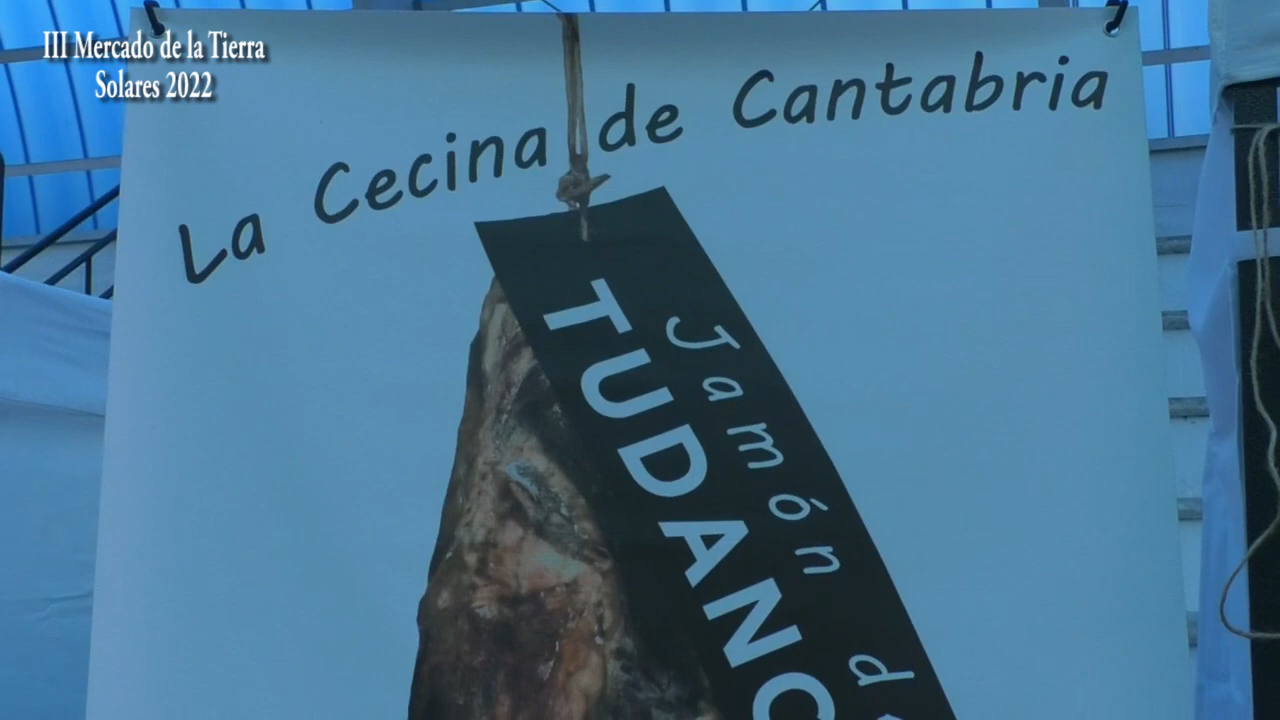 III Mercado de la Tierra
Solares 2022
La Cecina de Cantabria
Jamón
TUDANC